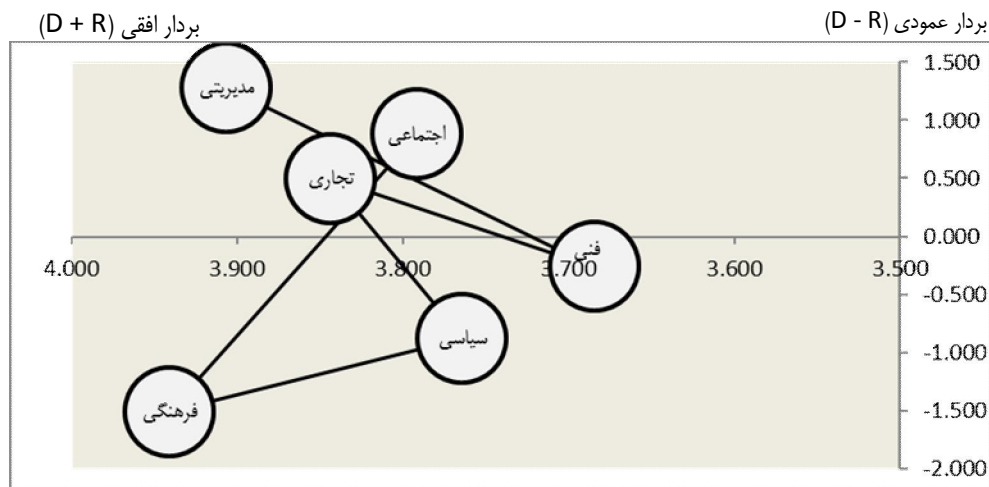 بردار عمودی (D - R)
بردار افقی (D + R)
1.500
مدیریتی
1.000
اجتماعی
0.500
تجاری
0.000
فنی
3.500
3.600
3.700
3.800
3.900
4.000
-0.500
سیاسی
-1.000
فرهنگی
-1.500
-2.000